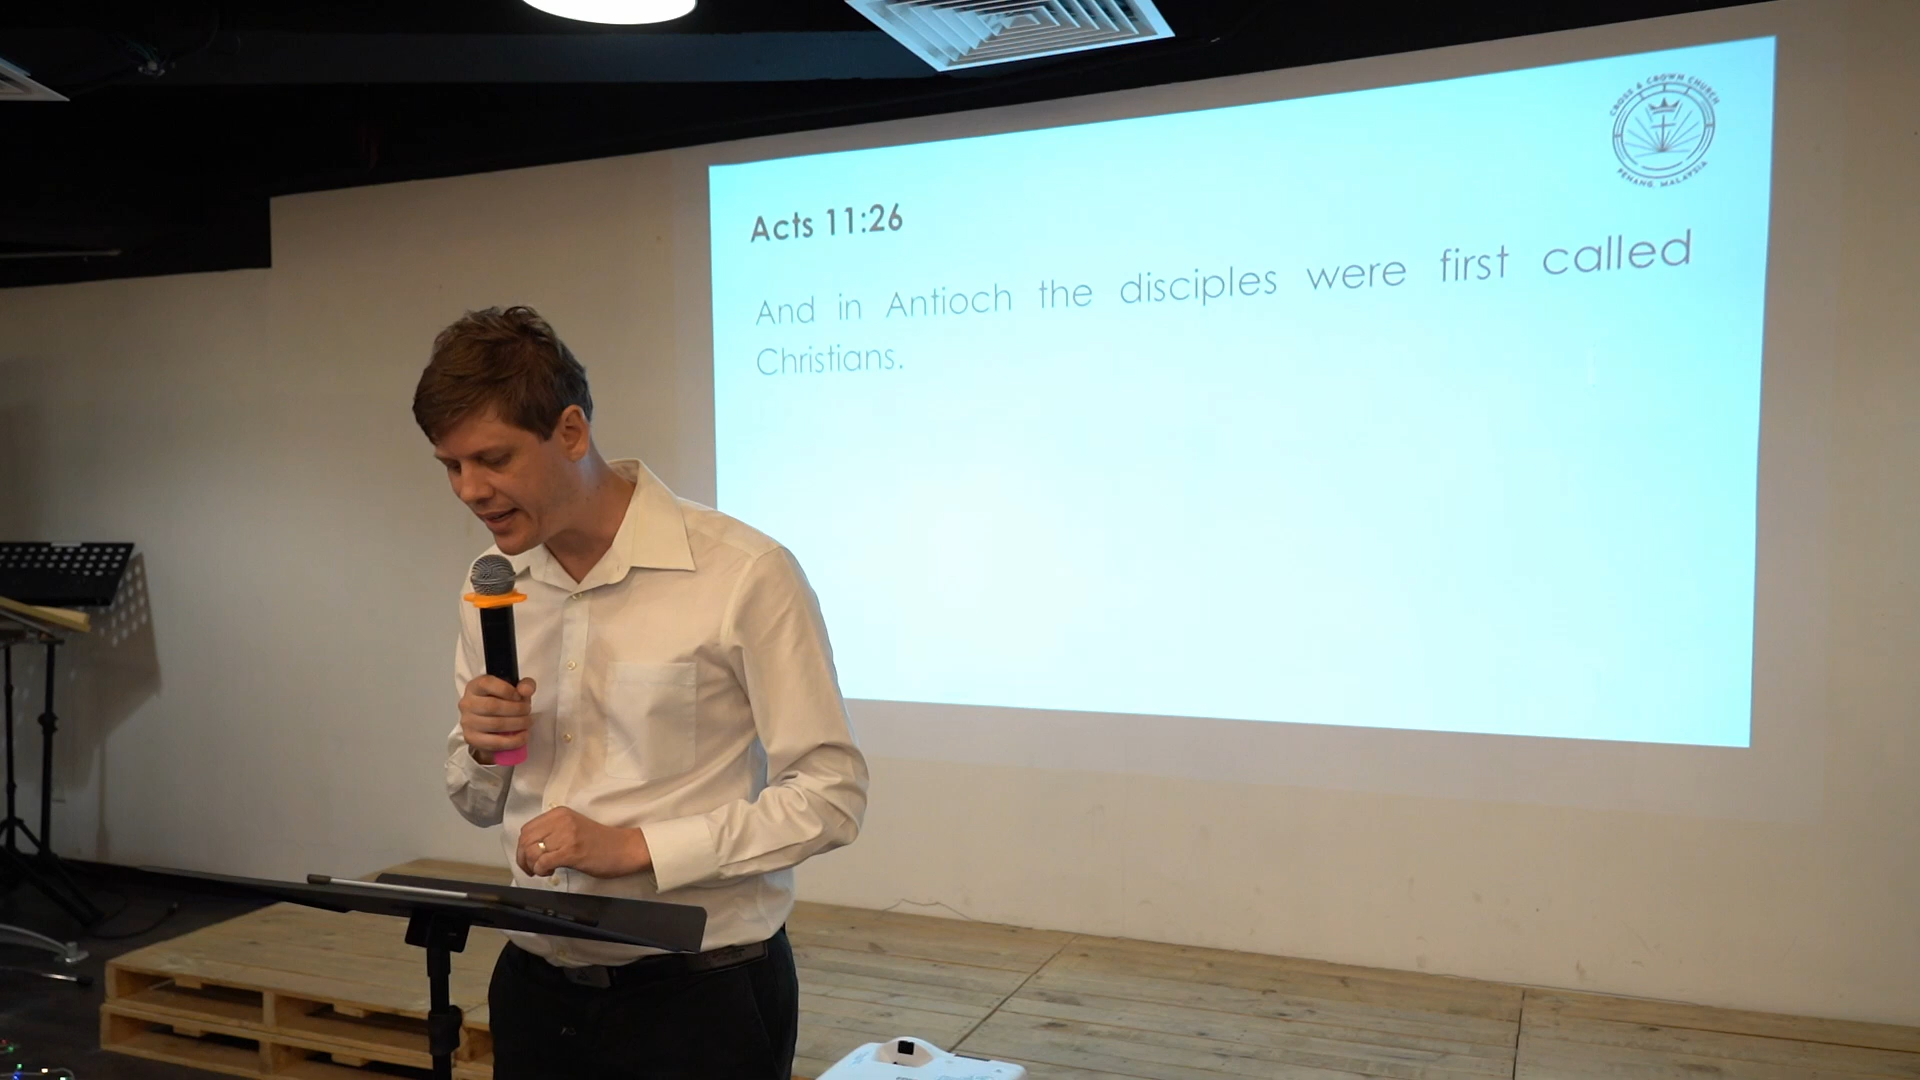 CROSS & CROWN CHURCH
PENANG, MALAYSIA
Acts 11:26
And in Antioch the disciples were first called
Christians.